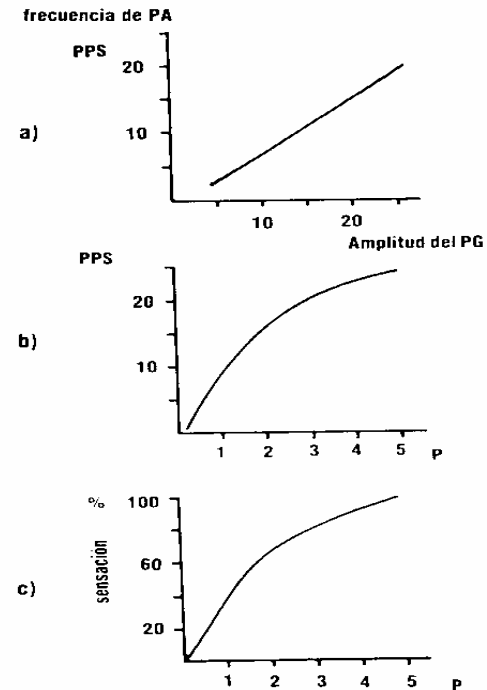 frecuencia de PA
PPS
20
a)
10
10 20
Amplitud del PG
PPS
20
b)
10
1 2 3 4 5 P
% 100
60
sensación
c)
20
1 2 3 4 5 P